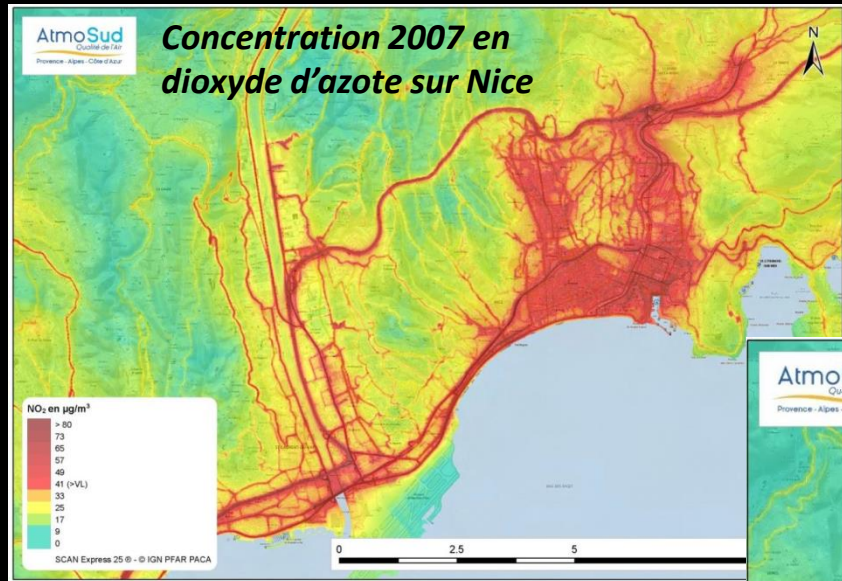 AtmoSud
Qualité de l'Air
Provenance - Alpes - Côte d'Azur
Concentration 2007 en
dioxyde d'azote sur Nice
N
NO₂ en µg/m³
> 80
73
65
57
49
41 (>VL)
33
25
17
9
0
SCAN Express 25 ® - © IGN PFAR PACA
0
2.5
5
Atmo
Qu
Provence - Alpes -